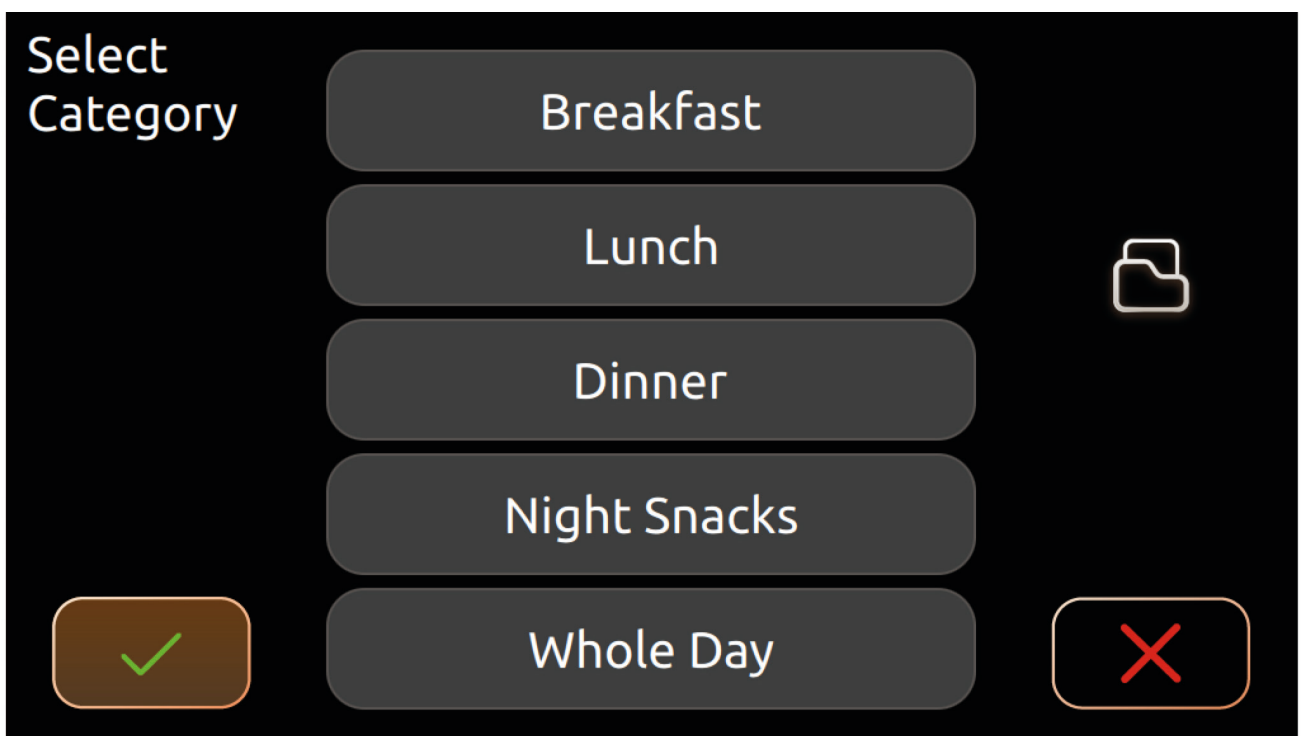 Select
Category
Breakfast
Lunch
Dinner
Night Snacks
Whole Day